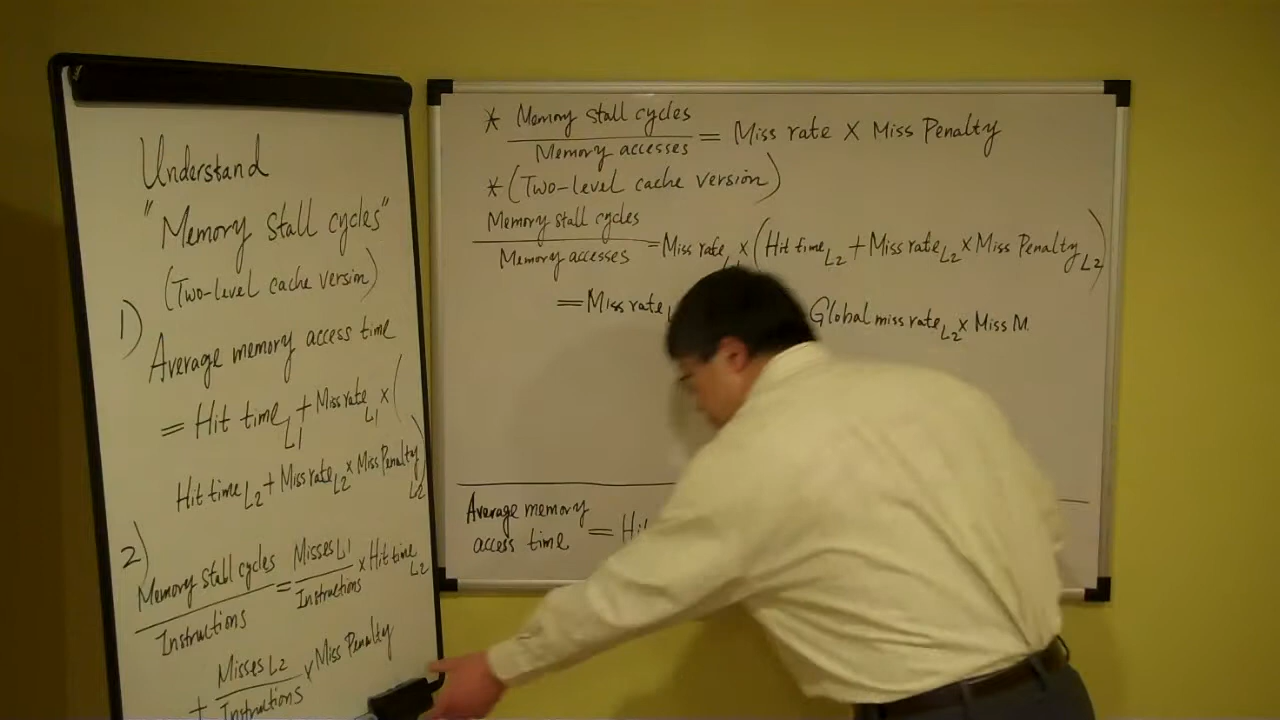 Understand
"Memory stall cycles"
(Two-level cache version)
1) Average memory access time
= Hit time L1 + Miss rate L1 × (
Hit time L2 + Miss rate L2 × Miss Penalty L2)
2)
Memory stall cycles / Instructions = Misses L1 / Instructions × Hit time L2
+ Misses L2 / Instructions × Miss Penalty
* Memory stall cycles / Memory accesses = Miss rate × Miss Penalty
* (Two-level cache version)
Memory stall cycles / Memory accesses = Miss rate × (Hit time L2 + Miss rate L2 × Miss Penalty L2)
= Miss rate
Global miss rate L2 × Miss
Average memory
access time =